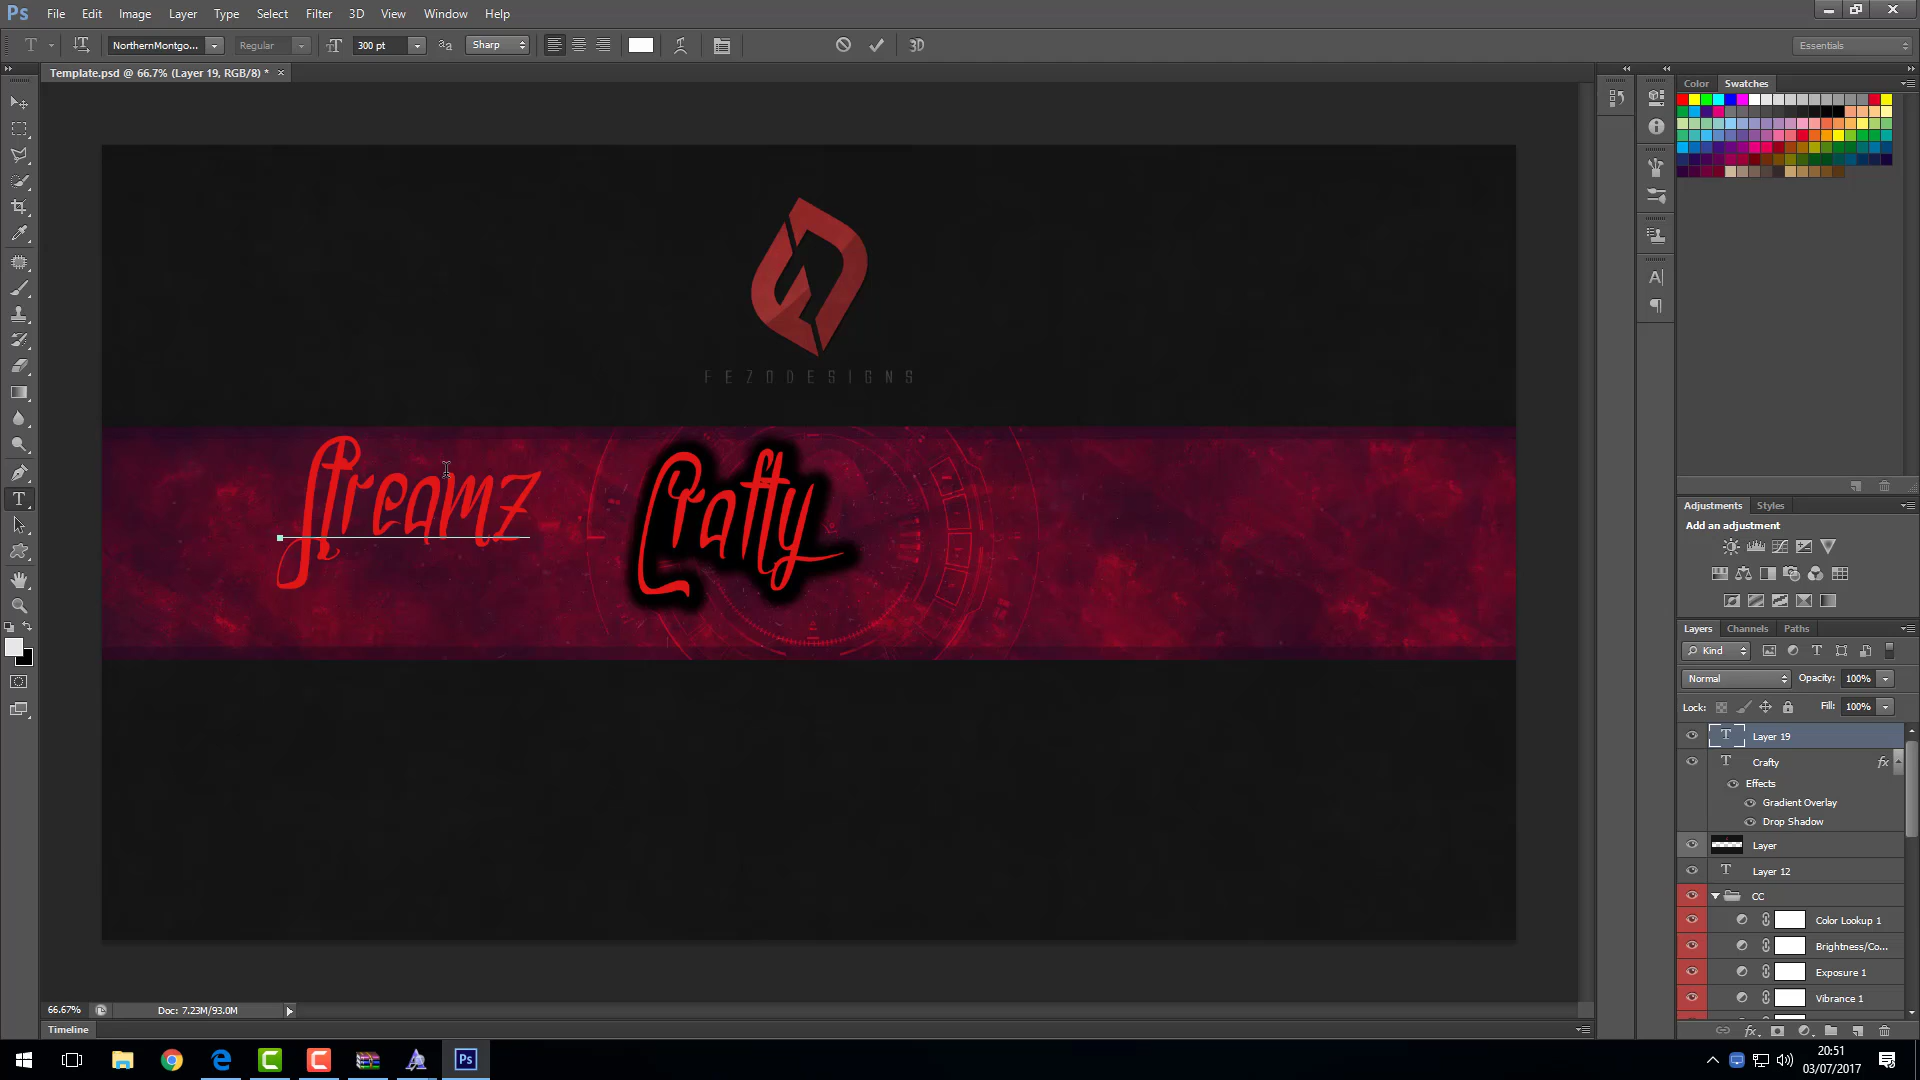 Ps File Edit Image Layer Type Select Filter 3D View Window Help
T NorthernMontgo... Regular 300 pt aa Sharp 3D Essentials
Template.psd @ 66.7% (Layer 19, RGB/8) * ×
Color Swatches
FEZODESIGNS
Streamz Crafty
Adjustments Styles
Add an adjustment
Layers Channels Paths
Kind
Normal Opacity: 100%
Lock: Fill: 100%
T Layer 19
T Crafty fx
Effects
Gradient Overlay
Drop Shadow
Layer
T Layer 12
CC
Color Lookup 1
Brightness/Co...
Exposure 1
Vibrance 1
66.67% Doc: 7.23M/93.0M
Timeline
20:51
03/07/2017